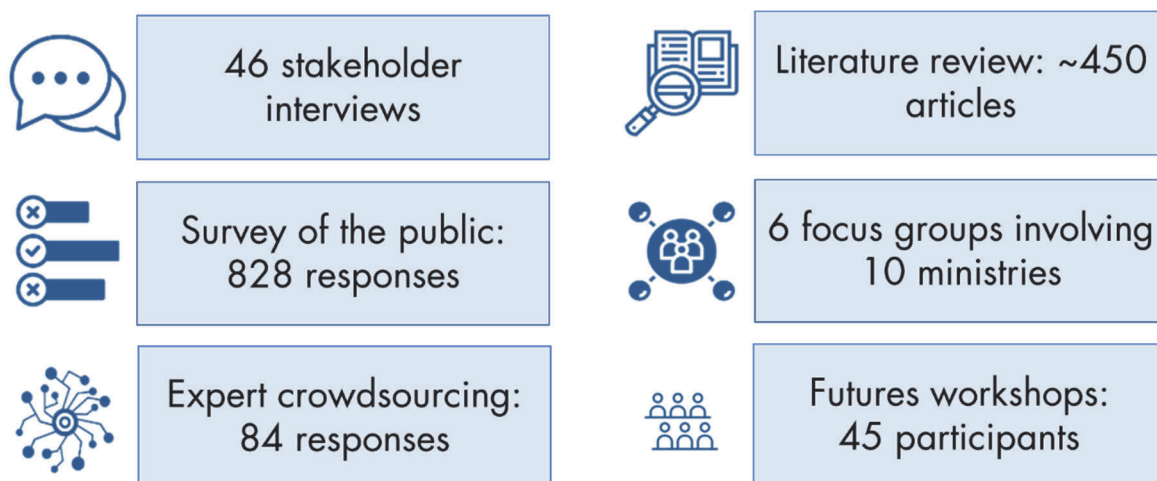 46 stakeholder
interviews
Literature review: ~450
articles
Survey of the public:
828 responses
6 focus groups involving
10 ministries
Expert crowdsourcing:
84 responses
Futures workshops:
45 participants